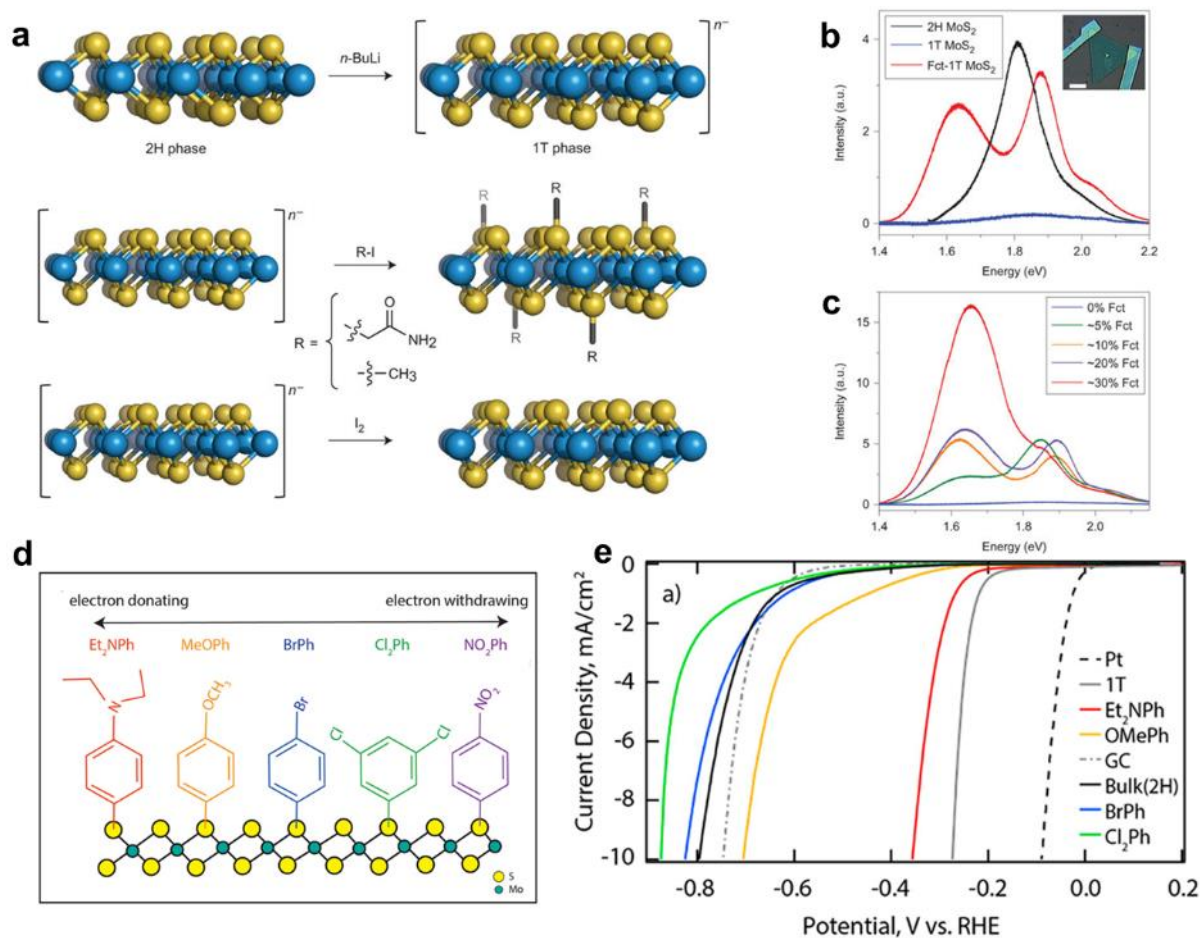 a
n-BuLi
n−
2H phase
1T phase
n−
R
R
R
R-I
R = {
O
NH2
CH3
R
R
n−
I2
b
2H MoS2
1T MoS2
Fct-1T MoS2
4
2
0
Intensity (a.u.)
1.4
1.6
1.8
2.0
2.2
Energy (eV)
c
0% Fct
~5% Fct
~10% Fct
~20% Fct
~30% Fct
15
10
5
0
Intensity (a.u.)
1.4
1.6
1.8
2.0
Energy (eV)
d
electron donating
electron withdrawing
Et2NPh
MeOPh
BrPh
Cl2Ph
NO2Ph
N
OCH3
Br
Cl
Cl
NO2
S
Mo
e
a)
0
-2
-4
-6
-8
-10
Current Density, mA/cm²
Pt
1T
Et2NPh
OMePh
GC
Bulk(2H)
BrPh
Cl2Ph
-0.8
-0.6
-0.4
-0.2
0.0
0.2
Potential, V vs. RHE